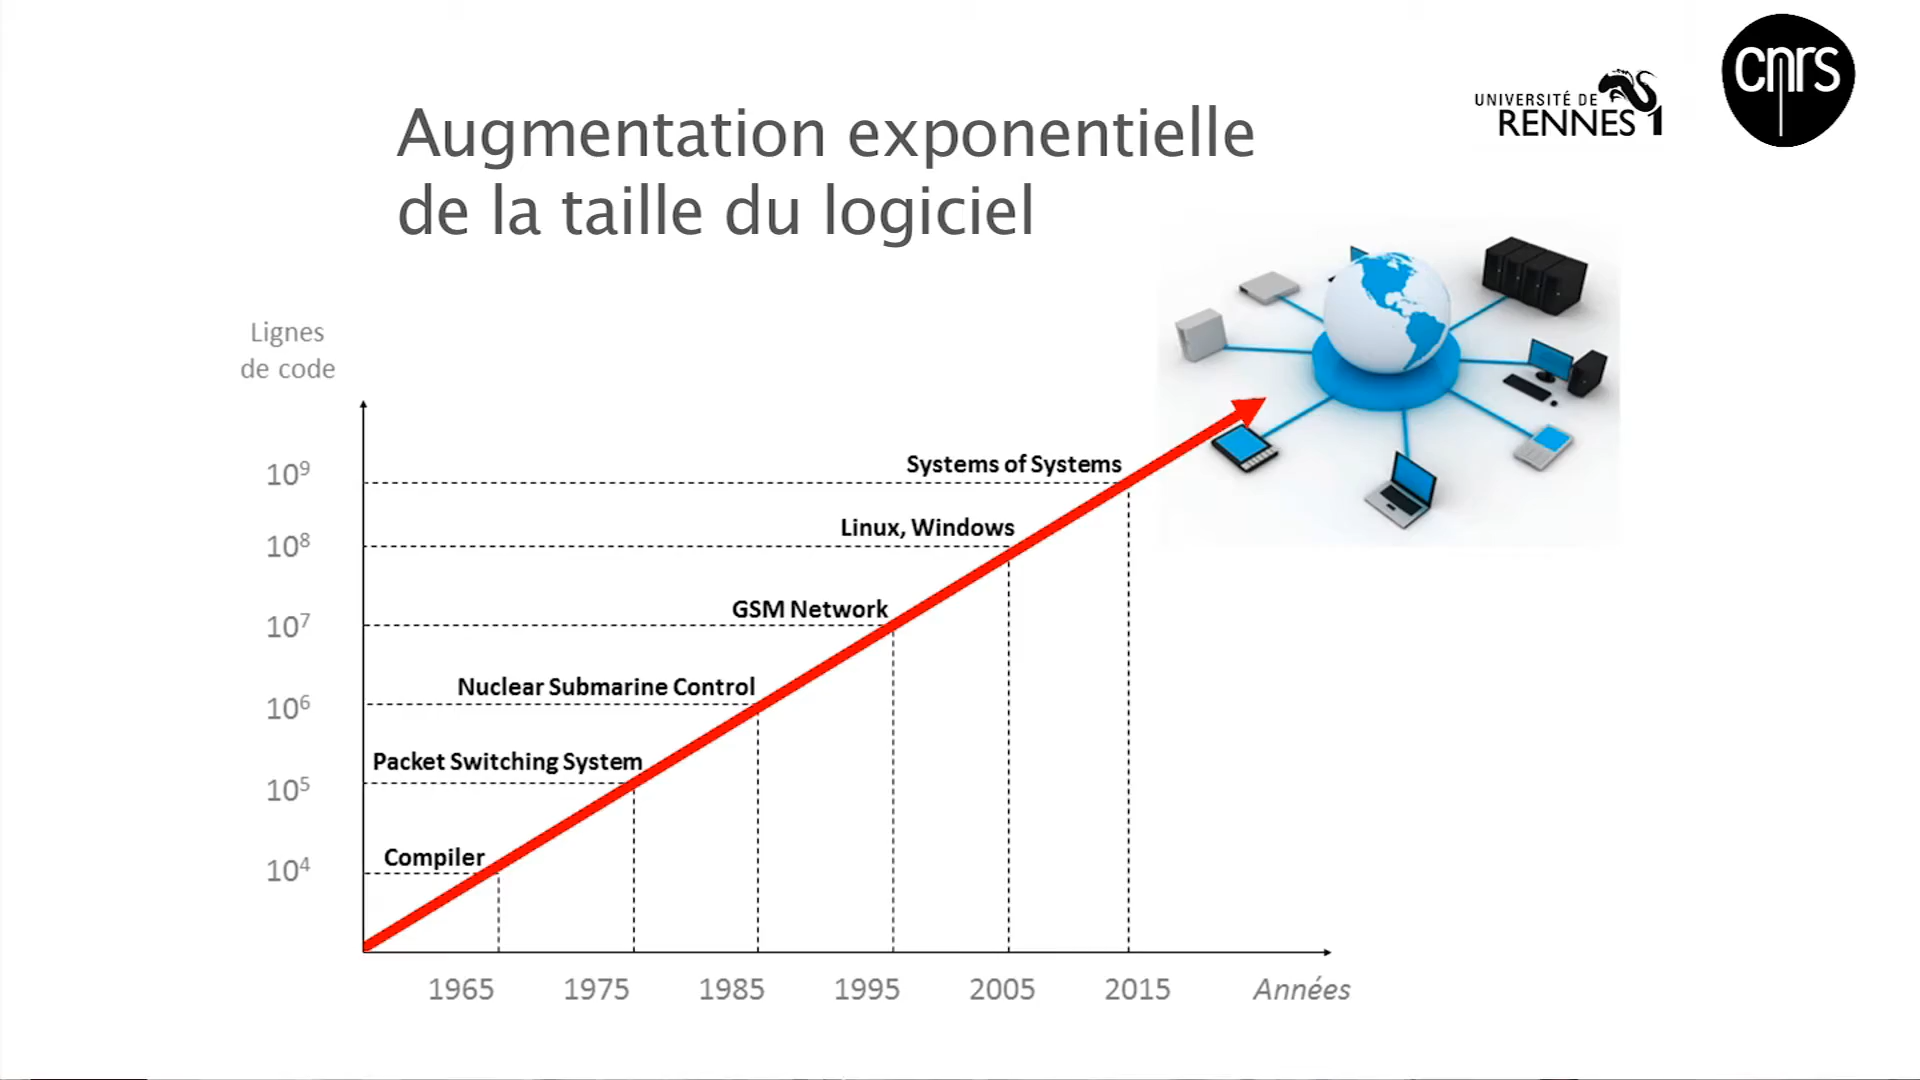 cnrs
UNIVERSITÉ DE
RENNES 1
Augmentation exponentielle
de la taille du logiciel
Lignes
de code
10⁹
Systems of Systems
10⁸
Linux, Windows
10⁷
GSM Network
10⁶
Nuclear Submarine Control
10⁵
Packet Switching System
10⁴
Compiler
1965 1975 1985 1995 2005 2015 Années